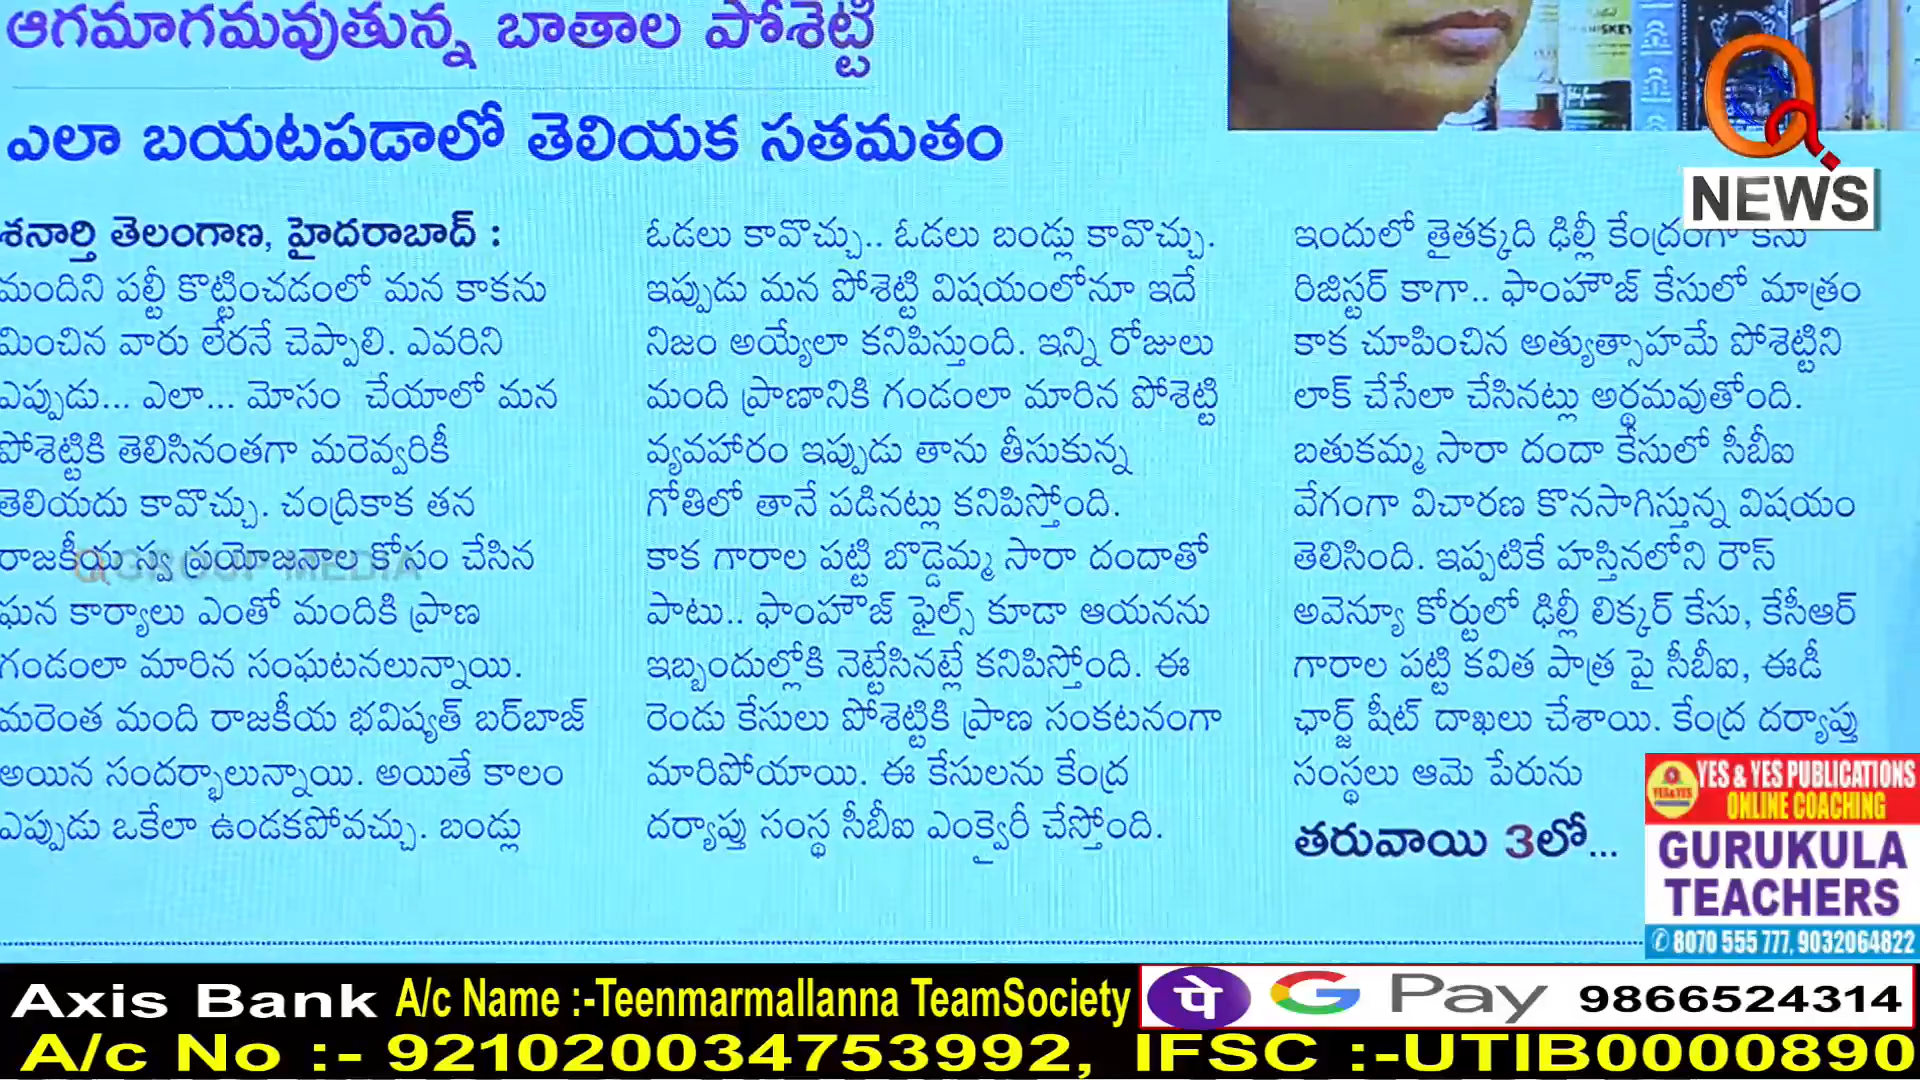 ఆగమాగమవుతున్న బాతాల పోశెట్టి
ఎలా బయటపడాలో తెలియక సతమతం
శనార్తి తెలంగాణ, హైదరాబాద్ :
మందిని పల్టీ కొట్టించడంలో మన కాకను
మించిన వారు లేరనే చెప్పాలి. ఎవరిని
ఎప్పుడు... ఎలా... మోసం చేయాలో మన
పోశెట్టికి తెలిసినంతగా మరెవ్వరికీ
తెలియదు కావొచ్చు. చంద్రికాక తన
రాజకీయ స్వ ప్రయోజనాల కోసం చేసిన
ఘన కార్యాలు ఎంతో మందికి ప్రాణ
గండంలా మారిన సంఘటనలున్నాయి.
మరెంత మంది రాజకీయ భవిష్యత్ బర్‌బాజ్
అయిన సందర్భాలున్నాయి. అయితే కాలం
ఎప్పుడు ఒకేలా ఉండకపోవచ్చు. బండ్లు
ఓడలు కావొచ్చు.. ఓడలు బండ్లు కావొచ్చు.
ఇప్పుడు మన పోశెట్టి విషయంలోనూ ఇదే
నిజం అయ్యేలా కనిపిస్తుంది. ఇన్ని రోజులు
మంది ప్రాణానికి గండంలా మారిన పోశెట్టి
వ్యవహారం ఇప్పుడు తాను తీసుకున్న
గోతిలో తానే పడినట్లు కనిపిస్తోంది.
కాక గారాల పట్టి బొడ్డెమ్మ సారా దందాతో
పాటు.. ఫాంహౌజ్ ఫైల్స్ కూడా ఆయనను
ఇబ్బందుల్లోకి నెట్టేసినట్లే కనిపిస్తోంది. ఈ
రెండు కేసులు పోశెట్టికి ప్రాణ సంకటనంగా
మారిపోయాయి. ఈ కేసులను కేంద్ర
దర్యాప్తు సంస్థ సీబీఐ ఎంక్వైరీ చేస్తోంది.
ఇందులో తైతక్కది ఢిల్లీ కేంద్రంగా కేసు
రిజిస్టర్ కాగా.. ఫాంహౌజ్ కేసులో మాత్రం
కాక చూపించిన అత్యుత్సాహమే పోశెట్టిని
లాక్ చేసేలా చేసినట్లు అర్థమవుతోంది.
బతుకమ్మ సారా దందా కేసులో సీబీఐ
వేగంగా విచారణ కొనసాగిస్తున్న విషయం
తెలిసింది. ఇప్పటికే హస్తినలోని రౌస్
అవెన్యూ కోర్టులో ఢిల్లీ లిక్కర్ కేసు, కేసీఆర్
గారాల పట్టి కవిత పాత్ర పై సీబీఐ, ఈడీ
ఛార్జ్ షీట్ దాఖలు చేశాయి. కేంద్ర దర్యాప్తు
సంస్థలు ఆమె పేరును
తరువాయి 3లో...
Q GROUP MEDIA
Q
NEWS
YES & YES PUBLICATIONS
ONLINE COACHING
GURUKULA
TEACHERS
8070 555 777, 9032064822
Axis Bank A/c Name :-Teenmarmallanna TeamSociety
पे G Pay 9866524314
A/c No :- 921020034753992, IFSC :-UTIB0000890